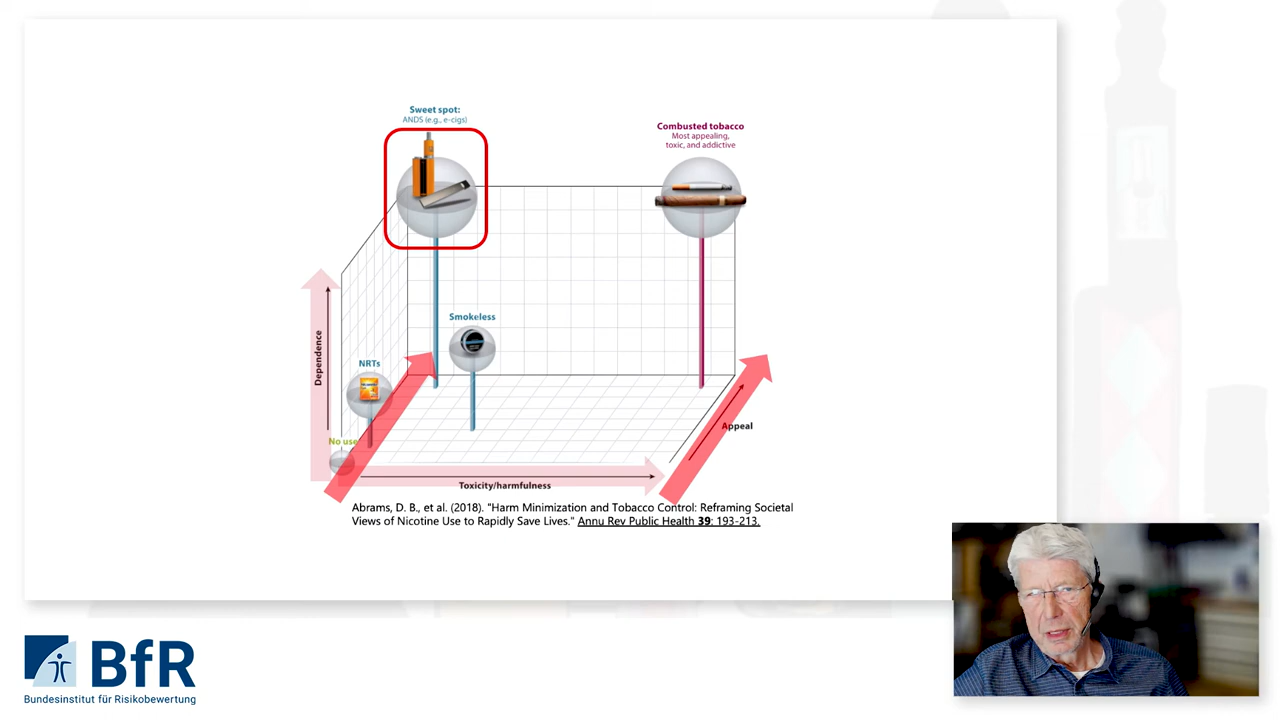 Sweet spot:
ANDS (e.g., e-cigs)
Combusted tobacco
Most appealing,
toxic, and addictive
Smokeless
NRTs
Dependence
No use
Appeal
Toxicity/harmfulness
Abrams, D. B., et al. (2018). "Harm Minimization and Tobacco Control: Reframing Societal
Views of Nicotine Use to Rapidly Save Lives." Annu Rev Public Health 39: 193-213.
BfR
Bundesinstitut für Risikobewertung